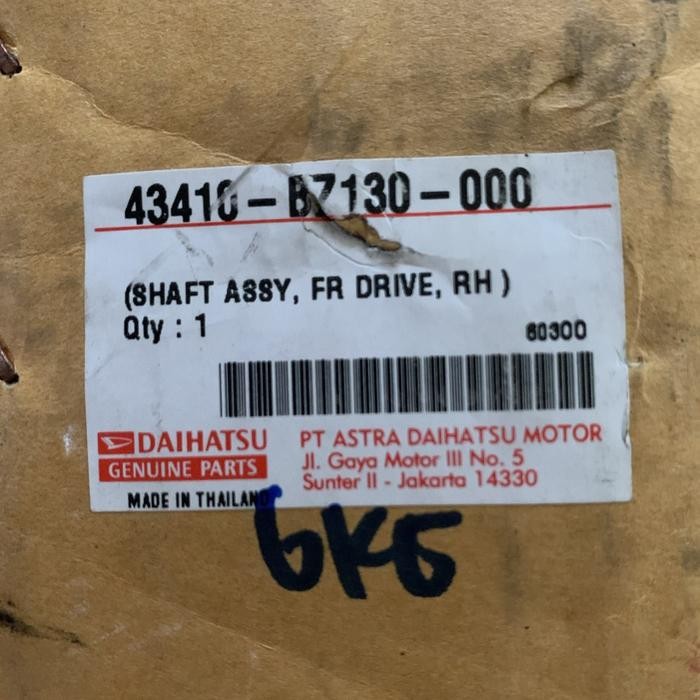 43410-BZ130-000
(SHAFT ASSY, FR DRIVE, RH )
Qty : 1
60300
DAIHATSU
GENUINE PARTS
MADE IN THAILAND
PT ASTRA DAIHATSU MOTOR
Jl. Gaya Motor III No. 5
Sunter II - Jakarta 14330
6KG